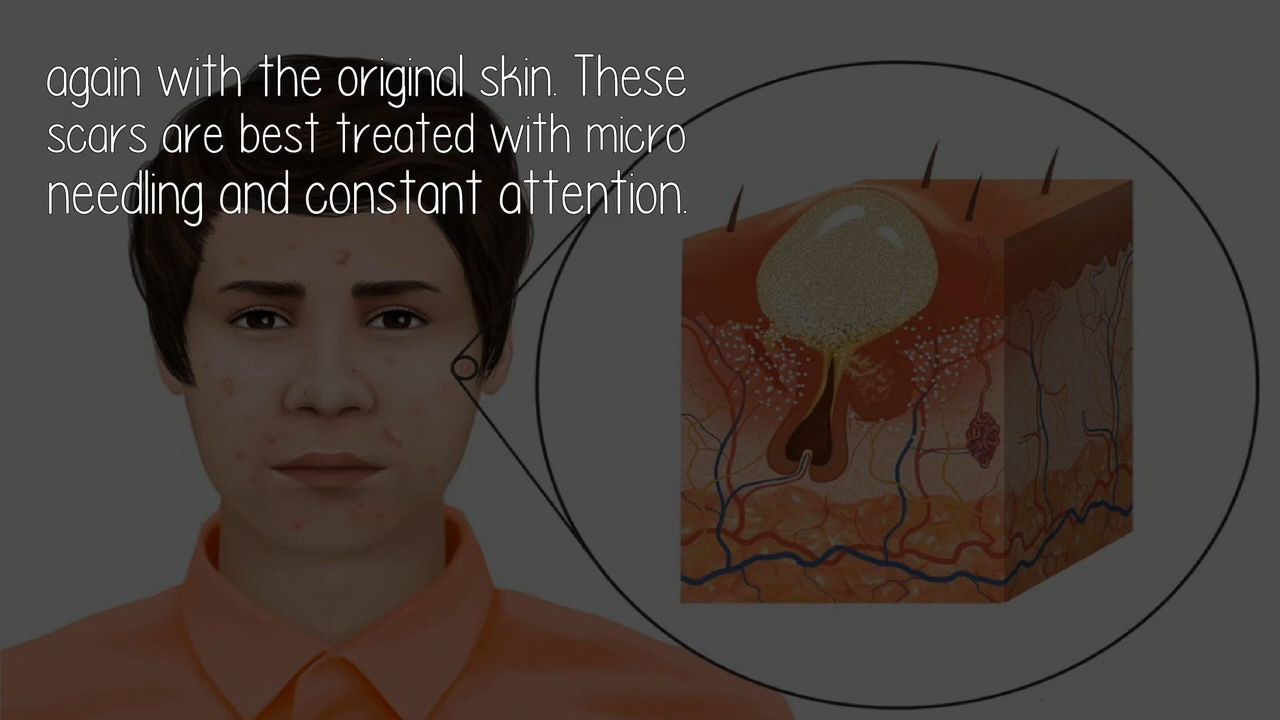 again with the original skin. These
scars are best treated with micro
needling and constant attention.